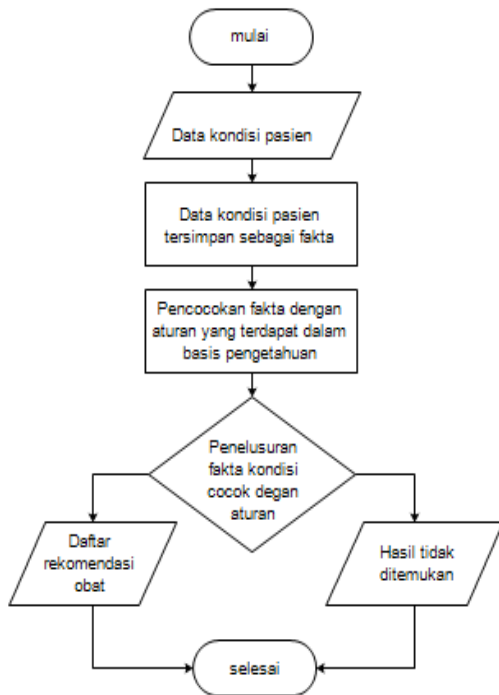 mulai
Data kondisi pasien
Data kondisi pasien
tersimpan sebagai fakta
Pencocokan fakta dengan
aturan yang terdapat dalam
basis pengetahuan
Penelusuran
fakta kondisi
cocok degan
aturan
Daftar
rekomendasi
obat
Hasil tidak
ditemukan
selesai